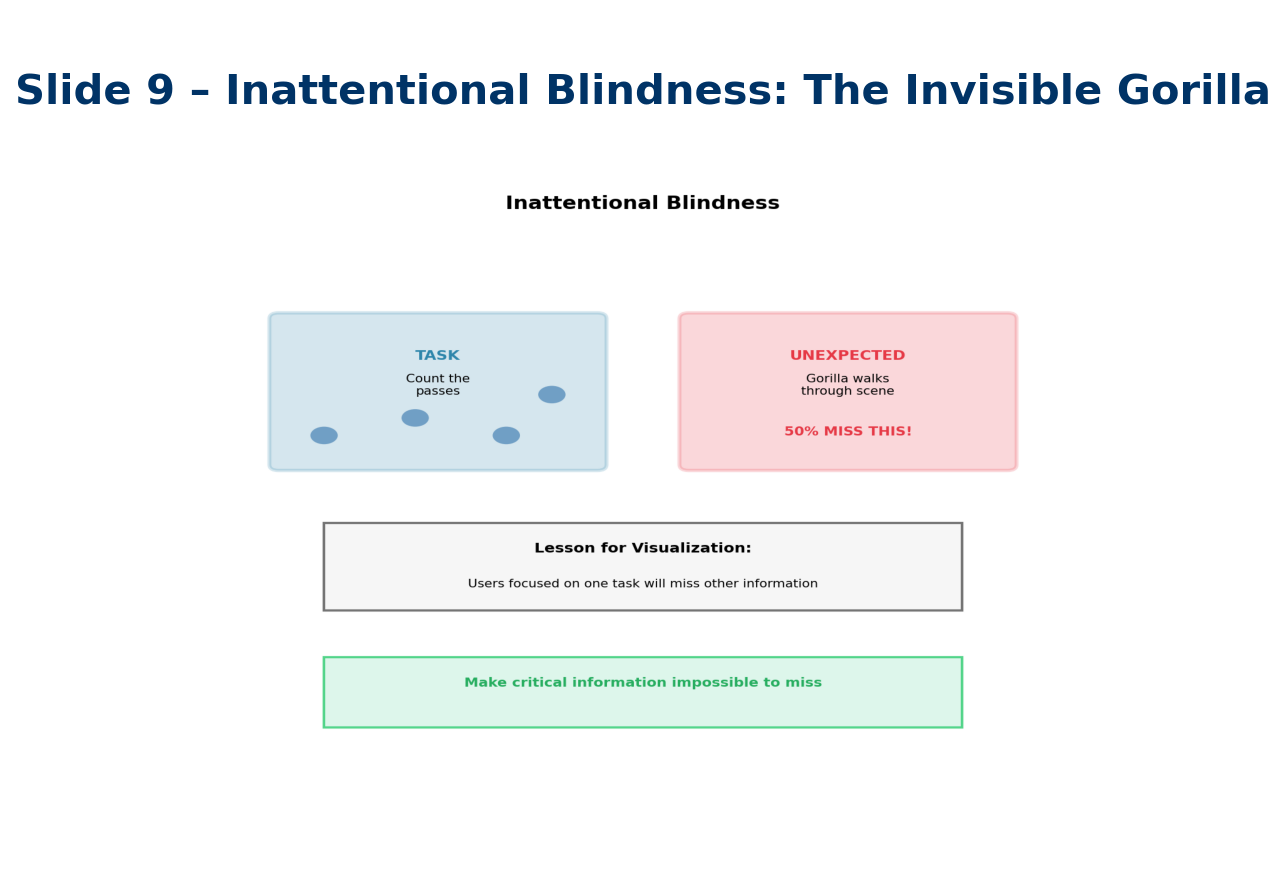 Slide 9 – Inattentional Blindness: The Invisible Gorilla
Inattentional Blindness
TASK
Count the
passes
UNEXPECTED
Gorilla walks
through scene
50% MISS THIS!
Lesson for Visualization:
Users focused on one task will miss other information
Make critical information impossible to miss